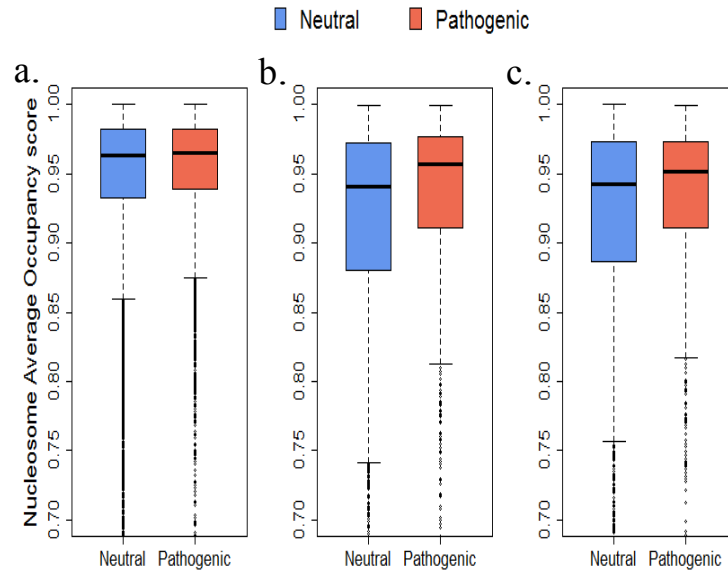 Neutral Pathogenic
a. b. c.
Nucleosome Average Occupancy score
1.00 1.00 1.00
0.95 0.95 0.95
0.90 0.90 0.90
0.85 0.85 0.85
0.80 0.80 0.80
0.75 0.75 0.75
0.70 0.70 0.70
Neutral Pathogenic Neutral Pathogenic Neutral Pathogenic